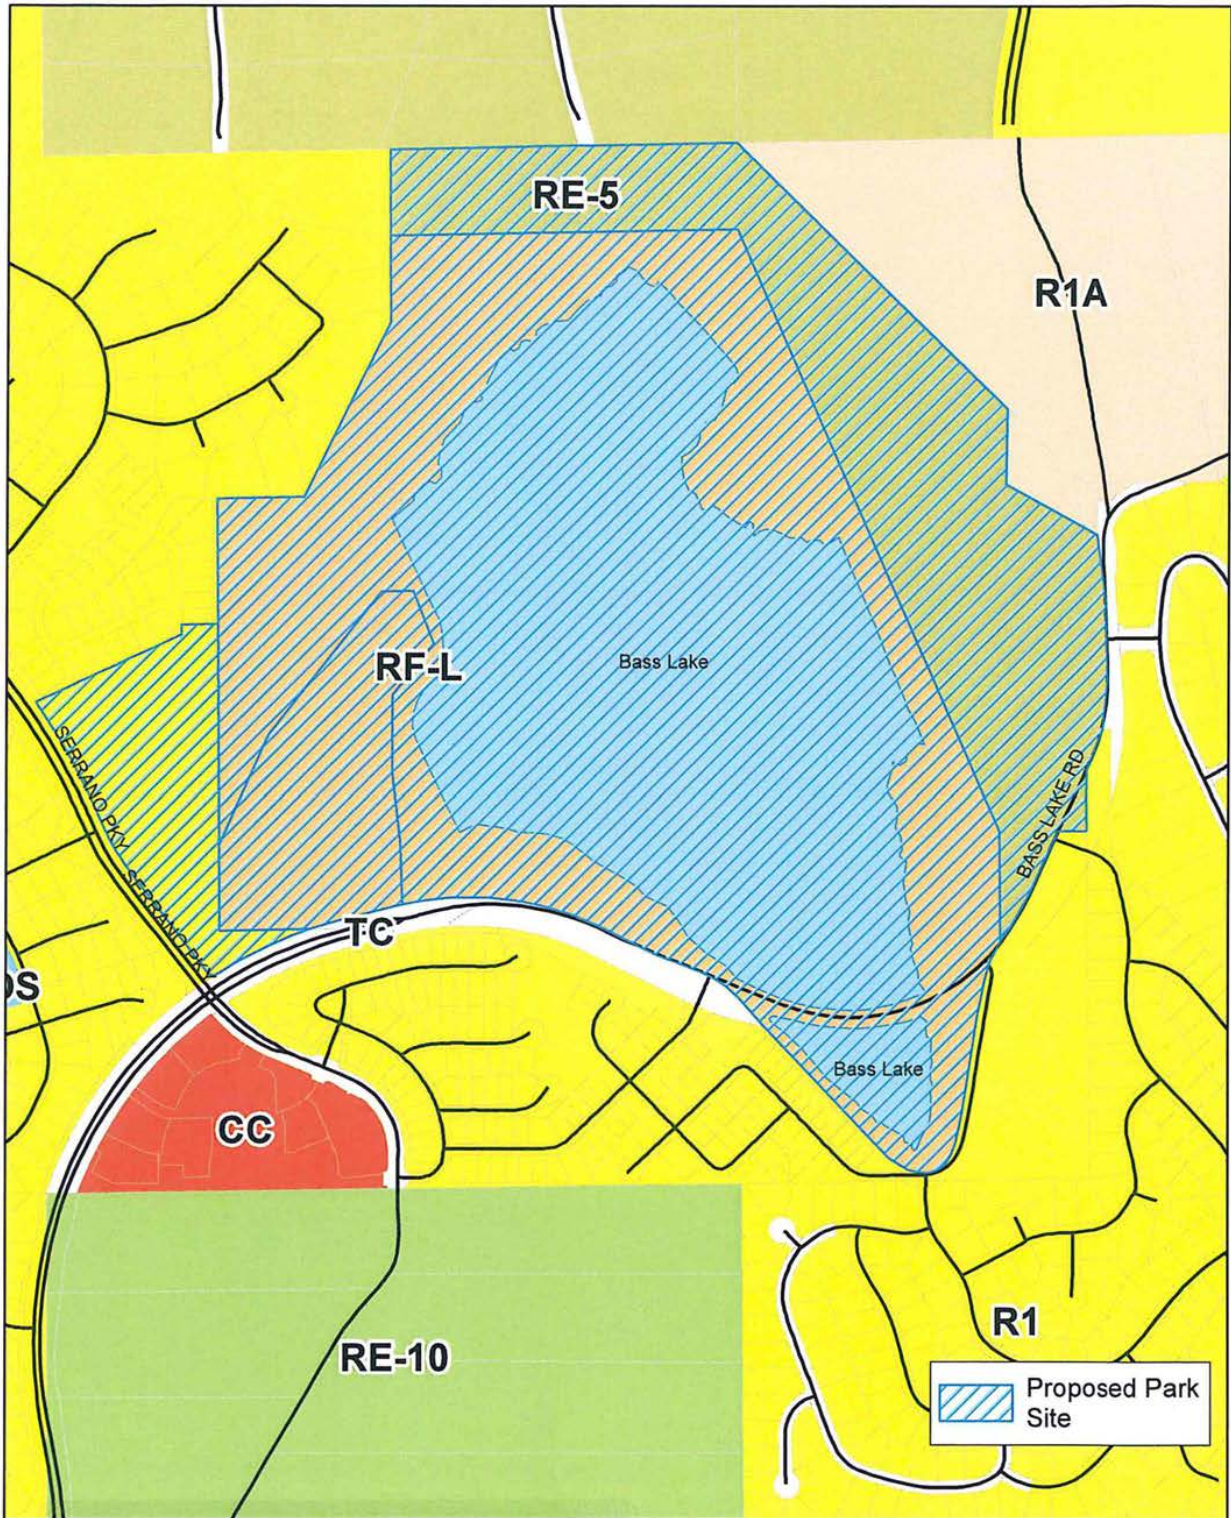 RE-5
R1A
RF-L
Bass Lake
SERRANO PKY
SERRANO PKY
BASS LAKE RD
TC
OS
Bass Lake
CC
RE-10
R1
Proposed Park
Site